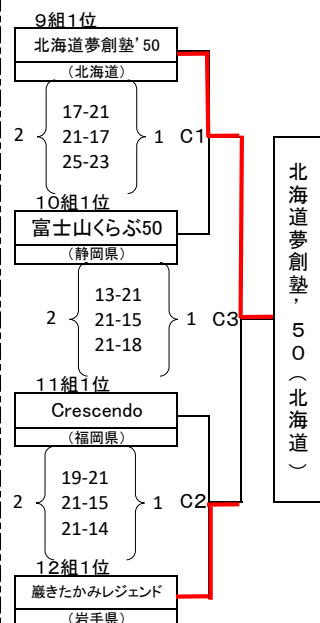 9組1位
北海道夢創塾’50
（北海道）
17-21
2 21-17 1 C1
25-23
10組1位
富士山くらぶ50
（静岡県）
13-21
2 21-15 1 C3
21-18
北海道夢創塾’50（北海道）
11組1位
Crescendo
（福岡県）
19-21
2 21-15 1 C2
21-14
12組1位
巖きたかみレジェンド
（岩手県）